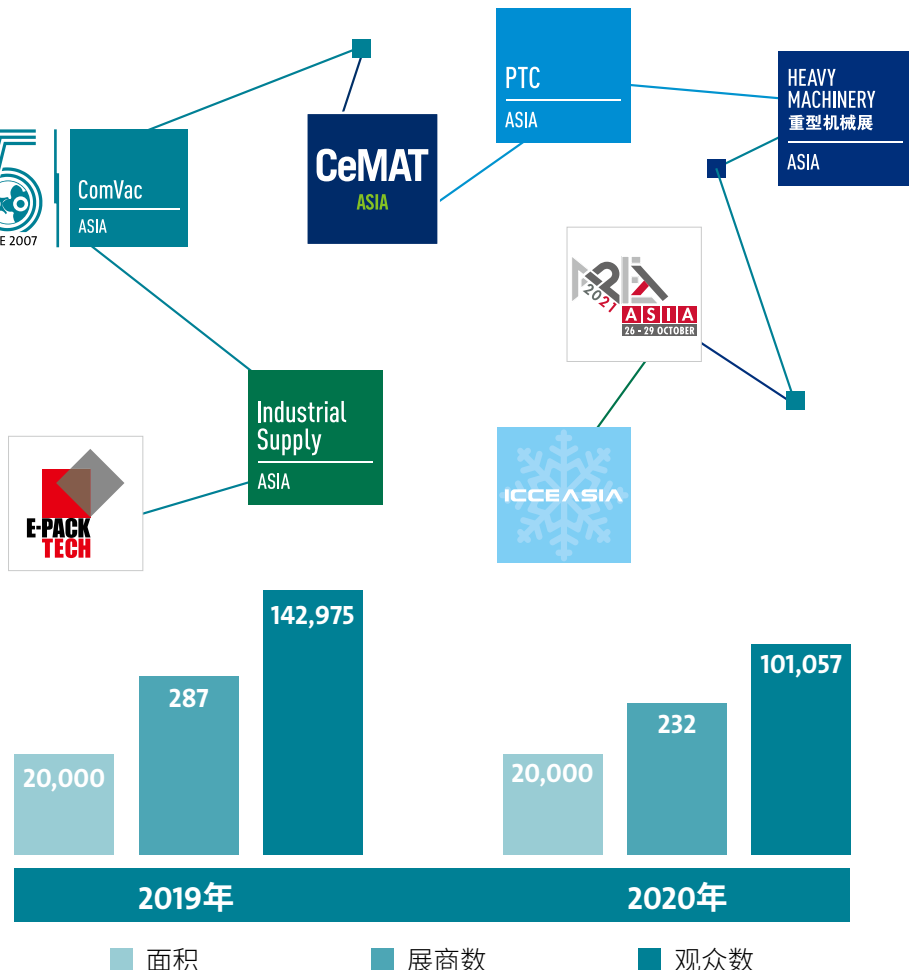 PTC
ASIA
HEAVY
MACHINERY
重型机械展
ASIA
CeMAT
ASIA
ComVac
ASIA
E 2007
2021
ASIA
26 - 29 OCTOBER
Industrial
Supply
ASIA
E-PACK
TECH
ICCEASIA
142,975
287
20,000
101,057
232
20,000
2019年
2020年
面积
展商数
观众数